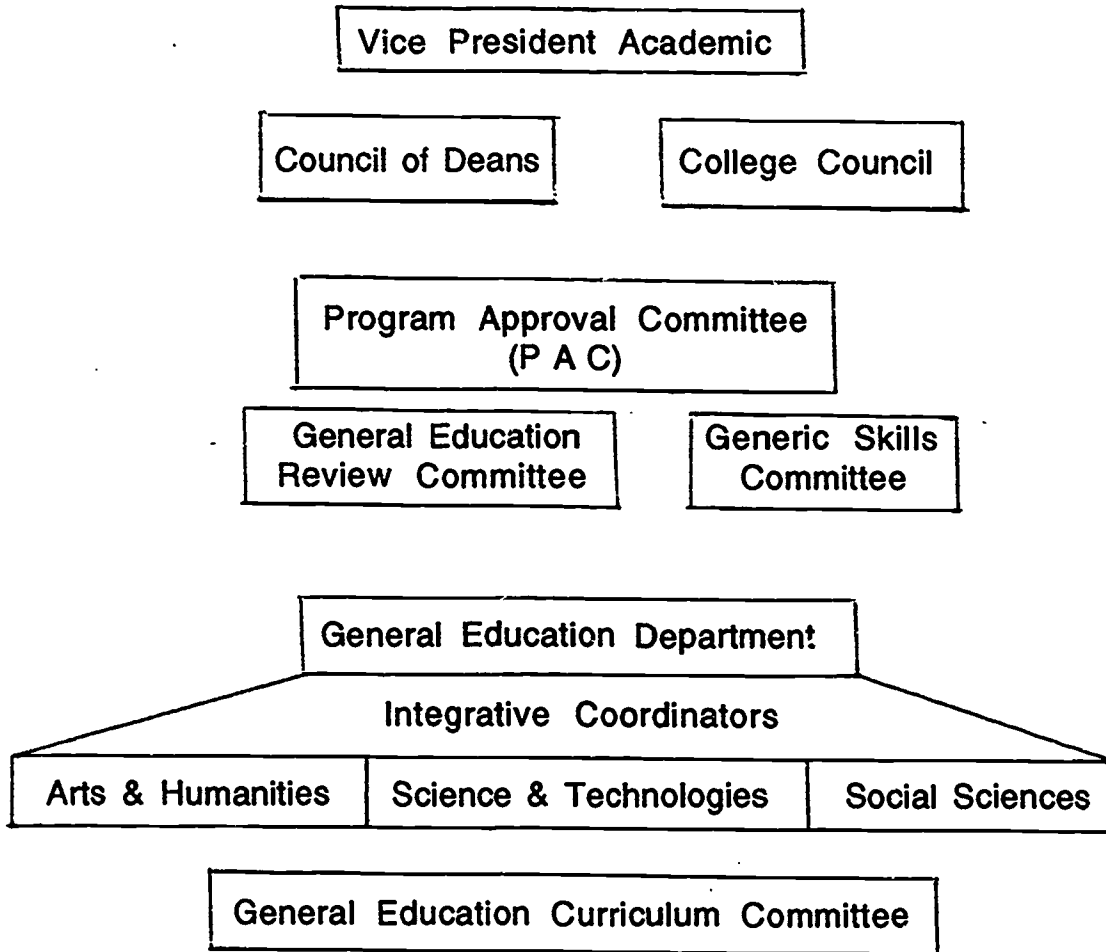 Vice President Academic
Council of Deans
College Council
Program Approval Committee
(P A C)
General Education
Review Committee
Generic Skills
Committee
General Education Department
Integrative Coordinators
Arts & Humanities
Science & Technologies
Social Sciences
General Education Curriculum Committee